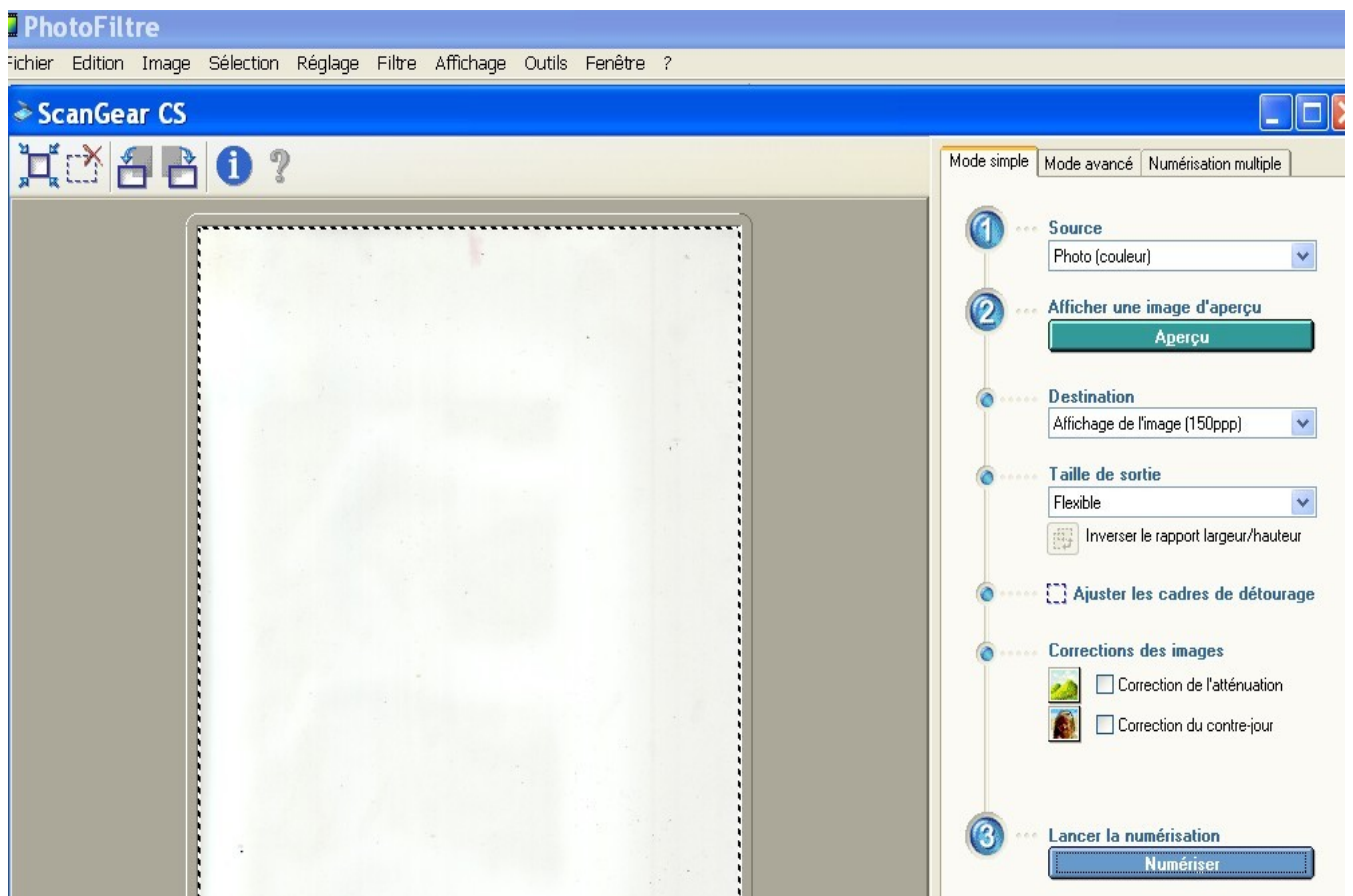 PhotoFiltre
Fichier Edition Image Sélection Réglage Filtre Affichage Outils Fenêtre ?
ScanGear CS
Mode simple Mode avancé Numérisation multiple
1 Source
Photo (couleur)
2 Afficher une image d'aperçu
Aperçu
Destination
Affichage de l'image (150ppp)
Taille de sortie
Flexible
Inverser le rapport largeur/hauteur
Ajuster les cadres de détourage
Corrections des images
Correction de l'atténuation
Correction du contre-jour
3 Lancer la numérisation
Numériser